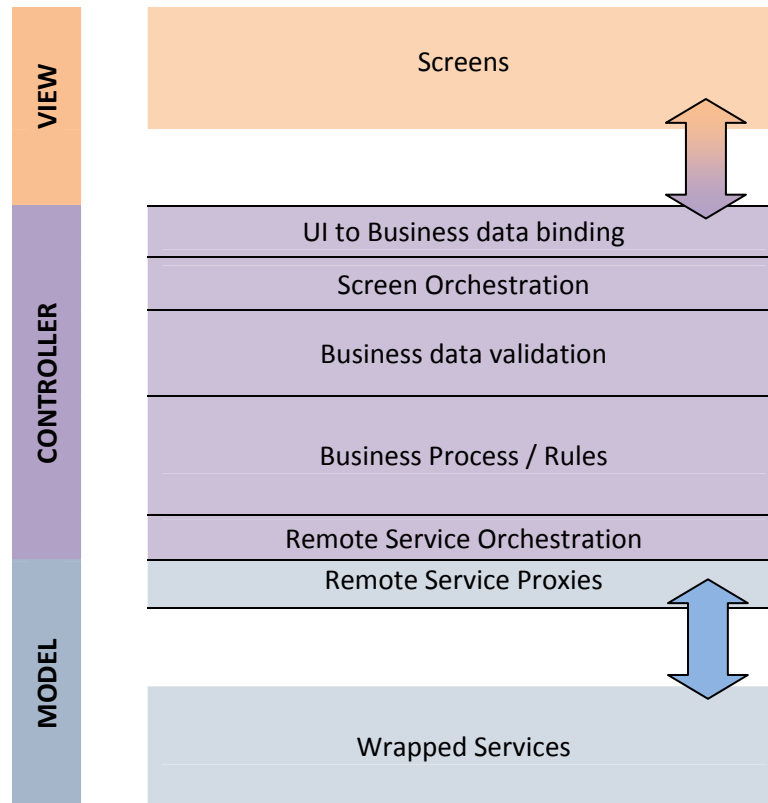 VIEW
Screens
CONTROLLER
UI to Business data binding
Screen Orchestration
Business data validation
Business Process / Rules
Remote Service Orchestration
MODEL
Remote Service Proxies
Wrapped Services